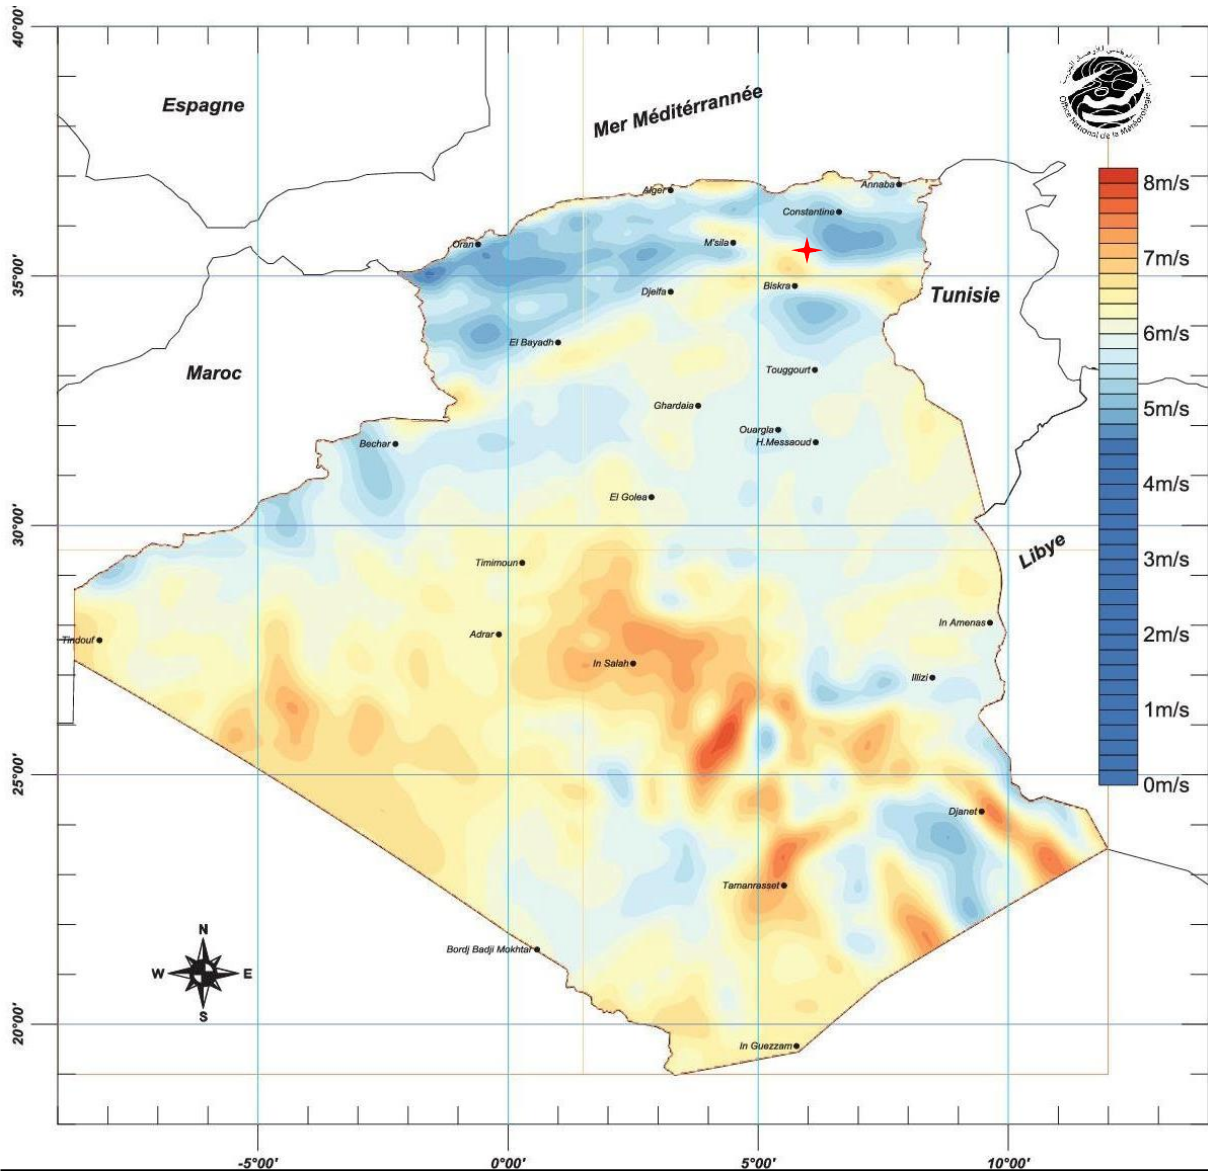 40°00'
35°00'
30°00'
25°00'
20°00'
Espagne
Mer Méditérrannée
Office National de la Météorologie
Alger
Annaba
Constantine
Oran
M'sila
Biskra
Djelfa
Tunisie
El Bayadh
Maroc
Touggourt
Ghardaia
Ouargla
H.Messaoud
Bechar
El Golea
Libye
Timimoun
Adrar
In Amenas
Tindouf
In Salah
Illizi
Djanet
Tamanrasset
Bordj Badji Mokhtar
In Guezzam
N
W
E
S
8m/s
7m/s
6m/s
5m/s
4m/s
3m/s
2m/s
1m/s
0m/s
-5°00'
0°00'
5°00'
10°00'